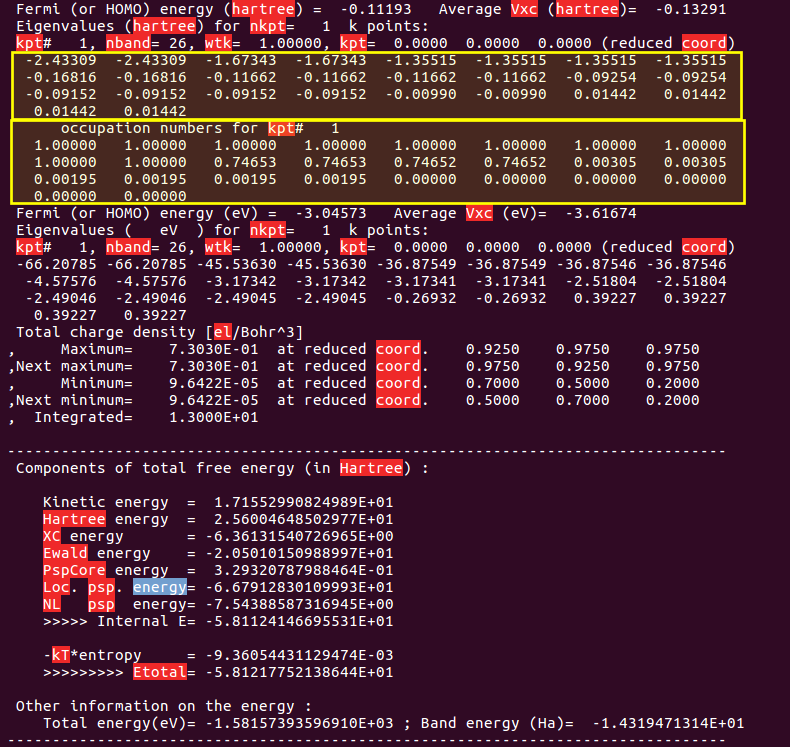 Fermi (or HOMO) energy (hartree) =  -0.11193   Average Vxc (hartree)=  -0.13291
Eigenvalues (hartree) for nkpt=   1  k points:
kpt#   1, nband= 26, wtk=  1.00000, kpt=  0.0000  0.0000  0.0000 (reduced coord)
-2.43309  -2.43309  -1.67343  -1.67343  -1.35515  -1.35515  -1.35515  -1.35515
-0.16816  -0.16816  -0.11662  -0.11662  -0.11662  -0.11662  -0.09254  -0.09254
-0.09152  -0.09152  -0.09152  -0.09152  -0.00990  -0.00990   0.01442   0.01442
0.01442   0.01442
occupation numbers for kpt#   1
1.00000   1.00000   1.00000   1.00000   1.00000   1.00000   1.00000   1.00000
1.00000   1.00000   0.74653   0.74653   0.74652   0.74652   0.00305   0.00305
0.00195   0.00195   0.00195   0.00195   0.00000   0.00000   0.00000   0.00000
0.00000   0.00000
Fermi (or HOMO) energy (eV) =  -3.04573   Average Vxc (eV)=  -3.61674
Eigenvalues (   eV  ) for nkpt=   1  k points:
kpt#   1, nband= 26, wtk=  1.00000, kpt=  0.0000  0.0000  0.0000 (reduced coord)
-66.20785 -66.20785 -45.53630 -45.53630 -36.87549 -36.87549 -36.87546 -36.87546
-4.57576  -4.57576  -3.17342  -3.17342  -3.17341  -3.17341  -2.51804  -2.51804
-2.49046  -2.49046  -2.49045  -2.49045  -0.26932  -0.26932   0.39227   0.39227
0.39227   0.39227
Total charge density [el/Bohr^3]
,     Maximum=    7.3030E-01  at reduced coord.    0.9250    0.9750    0.9750
,Next maximum=    7.3030E-01  at reduced coord.    0.9750    0.9250    0.9750
,     Minimum=    9.6422E-05  at reduced coord.    0.7000    0.5000    0.2000
,Next minimum=    9.6422E-05  at reduced coord.    0.5000    0.7000    0.2000
,  Integrated=    1.3000E+01
--------------------------------------------------------------------------------
Components of total free energy (in Hartree) :
Kinetic energy  =  1.71552990824989E+01
Hartree energy  =  2.56004648502977E+01
XC energy       = -6.36131540726965E+00
Ewald energy    = -2.05010150988997E+01
PspCore energy  =  3.29320787988464E-01
Loc. psp. energy= -6.67912830109993E+01
NL   psp  energy= -7.54388587316945E+00
>>>>> Internal E= -5.81124146695531E+01
-kT*entropy     = -9.36054431129474E-03
>>>>>>>>> Etotal= -5.81217752138644E+01
Other information on the energy :
Total energy(eV)= -1.58157393596910E+03 ; Band energy (Ha)=  -1.4319471314E+01
--------------------------------------------------------------------------------